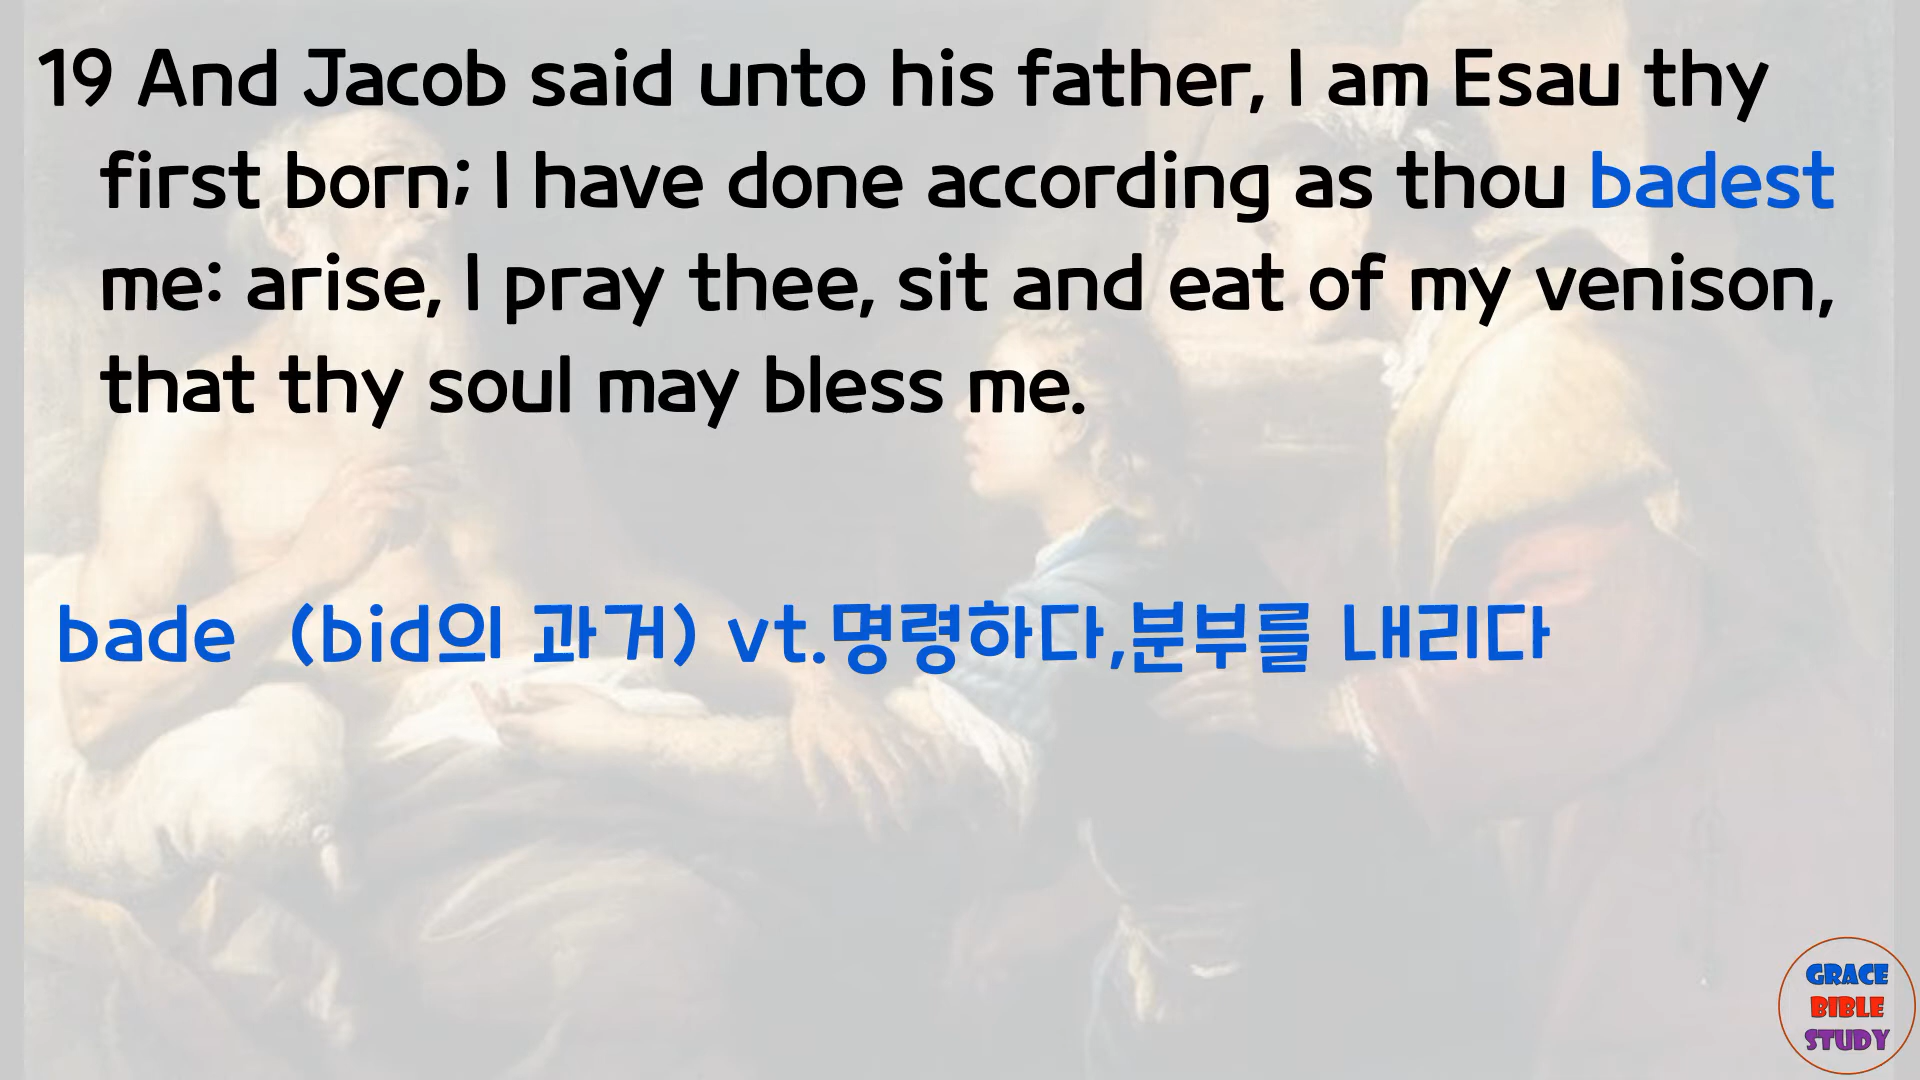 19 And Jacob said unto his father, I am Esau thy
first born; I have done according as thou badest
me: arise, I pray thee, sit and eat of my venison,
that thy soul may bless me.
bade (bid의 과거) vt.명령하다,분부를 내리다
GRACE
BIBLE
STUDY